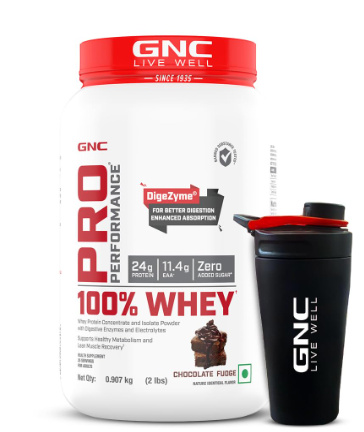 GNC
LIVE WELL
SINCE 1935
GNC
PRO
PERFORMANCE
DigeZyme®
FOR BETTER DIGESTION
ENHANCED ABSORPTION
24g
PROTEIN
11.4g
EAA
Zero
ADDED SUGAR
100% WHEY
Whey Protein Concentrate and Isolate Powder
with Digestive Enzymes and Electrolytes
Supports Healthy Metabolism and
Lean Muscle Recovery
HEALTH SUPPLEMENT
Net Qty: 0.907 kg (2 lbs)
CHOCOLATE FUDGE
GNC
LIVE WELL